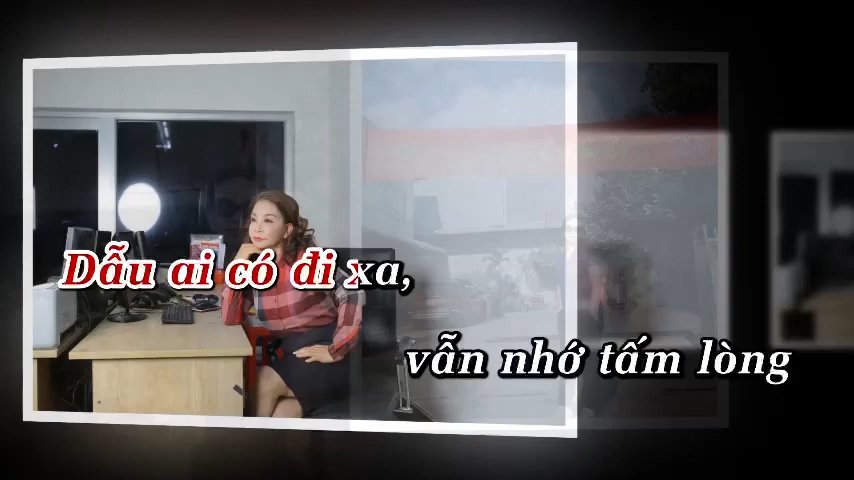 Dẫu ai có đi xa,
vẫn nhớ tấm lòng